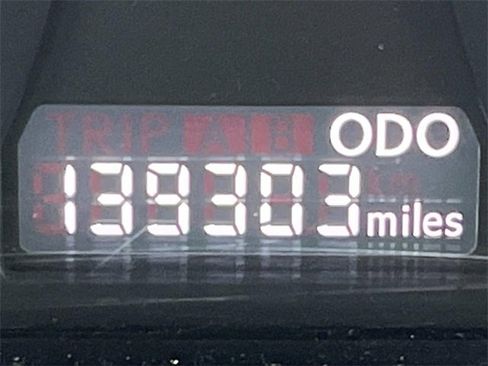 TRIP A B ODO
139303 miles